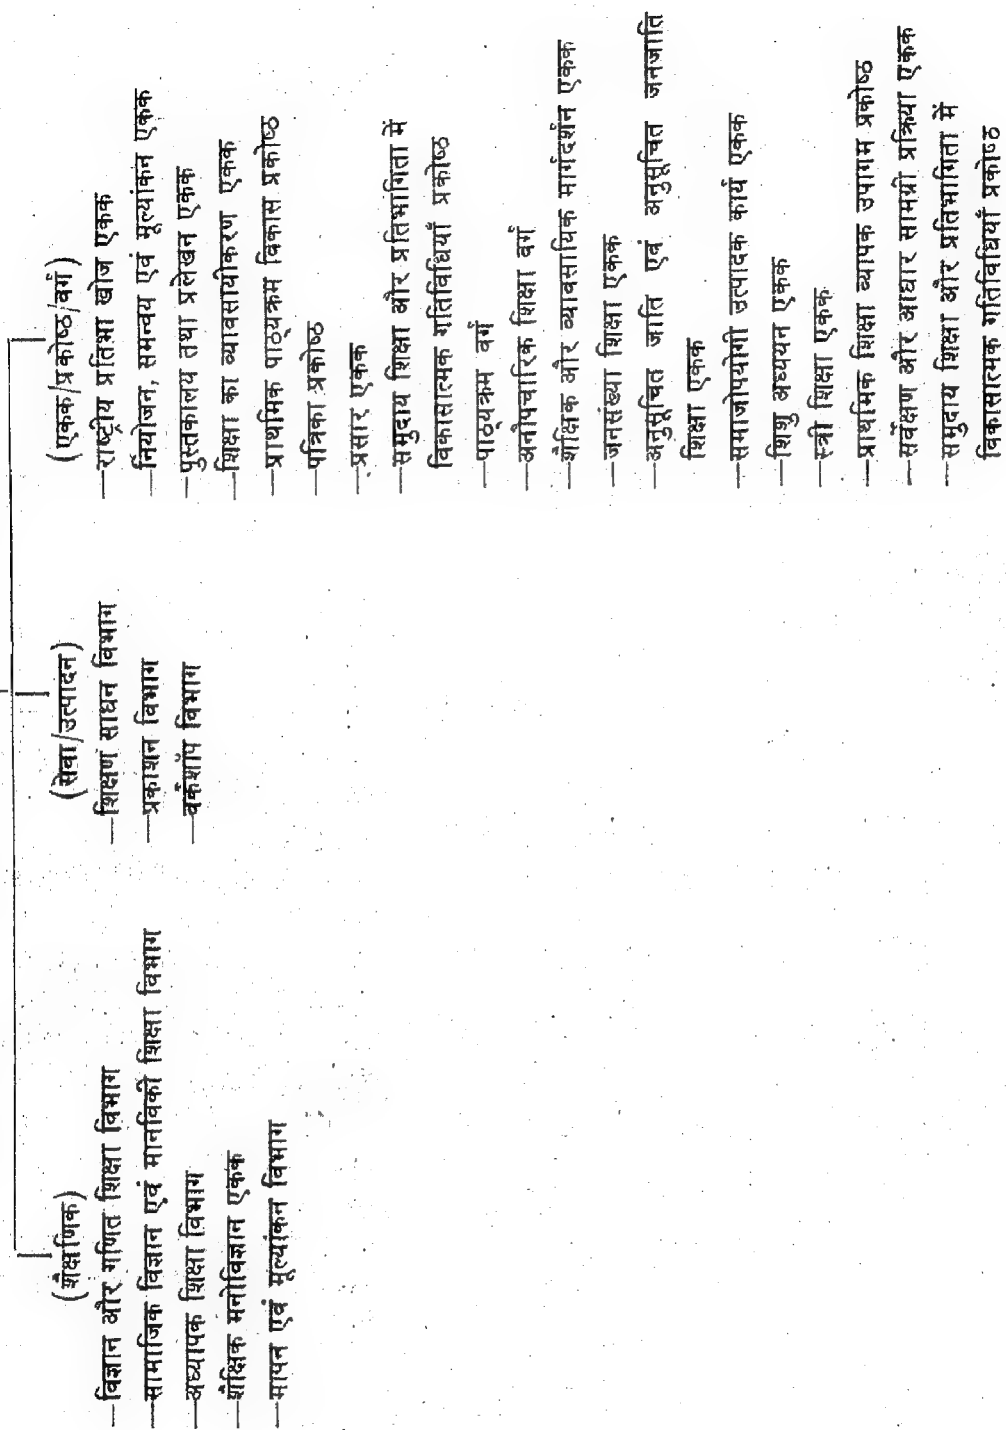 (शैक्षणिक)
—विज्ञान और गणित शिक्षा विभाग
—सामाजिक विज्ञान एवं मानविकी शिक्षा विभाग
—अध्यापक शिक्षा विभाग
—शैक्षिक मनोविज्ञान एकक
—मापन एवं मूल्यांकन विभाग
(सेवा/उत्पादन)
—शिक्षण साधन विभाग
—प्रकाशन विभाग
—वर्कशॉप विभाग
(एकक/प्रकोष्ठ/वर्ग)
—राष्ट्रीय प्रतिभा खोज एकक
—नियोजन, समन्वय एवं मूल्यांकन एकक
—पुस्तकालय तथा प्रलेखन एकक
—शिक्षा का व्यावसायीकरण एकक
—प्राथमिक पाठ्यक्रम विकास प्रकोष्ठ
—पत्रिका प्रकोष्ठ
—प्रसार एकक
—समुदाय शिक्षा और प्रतिभागिता में
विकासात्मक गतिविधियाँ प्रकोष्ठ
—पाठ्यक्रम वर्ग
—अनौपचारिक शिक्षा वर्ग
—शैक्षिक और व्यावसायिक मार्गदर्शन एकक
—जनसंख्या शिक्षा एकक
—अनुसूचित जाति एवं अनुसूचित जनजाति
शिक्षा एकक
—समाजोपयोगी उत्पादक कार्य एकक
—शिशु अध्ययन एकक
—स्त्री शिक्षा एकक
—प्राथमिक शिक्षा व्यापक उपागम प्रकोष्ठ
—सर्वेक्षण और आधार सामग्री प्रक्रिया एकक
—समुदाय शिक्षा और प्रतिभागिता में
विकासात्मक गतिविधियाँ प्रकोष्ठ